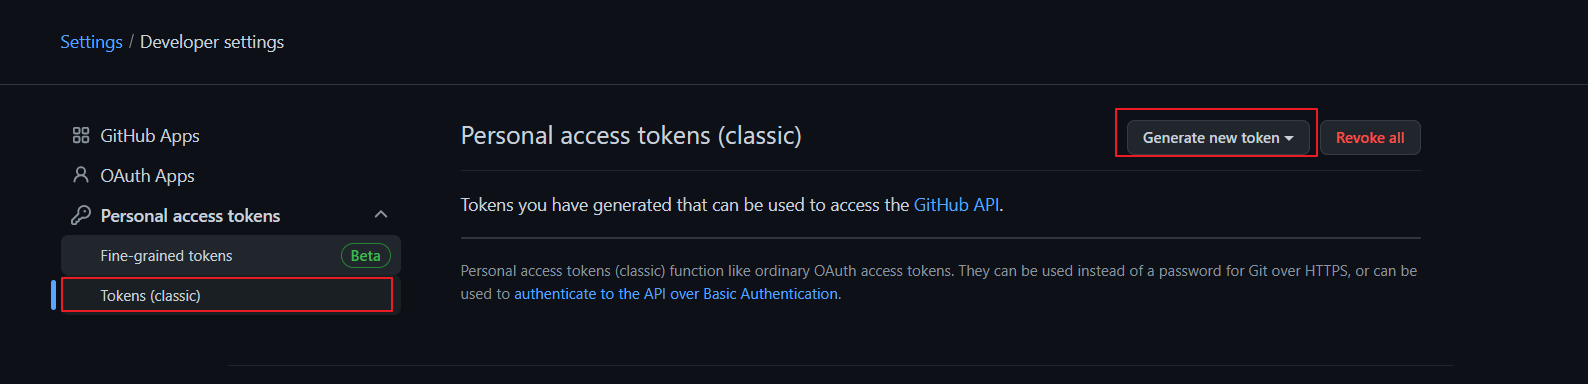 Settings / Developer settings
GitHub Apps
OAuth Apps
Personal access tokens
Fine-grained tokens Beta
Tokens (classic)
Personal access tokens (classic)
Generate new token
Revoke all
Tokens you have generated that can be used to access the GitHub API.
Personal access tokens (classic) function like ordinary OAuth access tokens. They can be used instead of a password for Git over HTTPS, or can be
used to authenticate to the API over Basic Authentication.